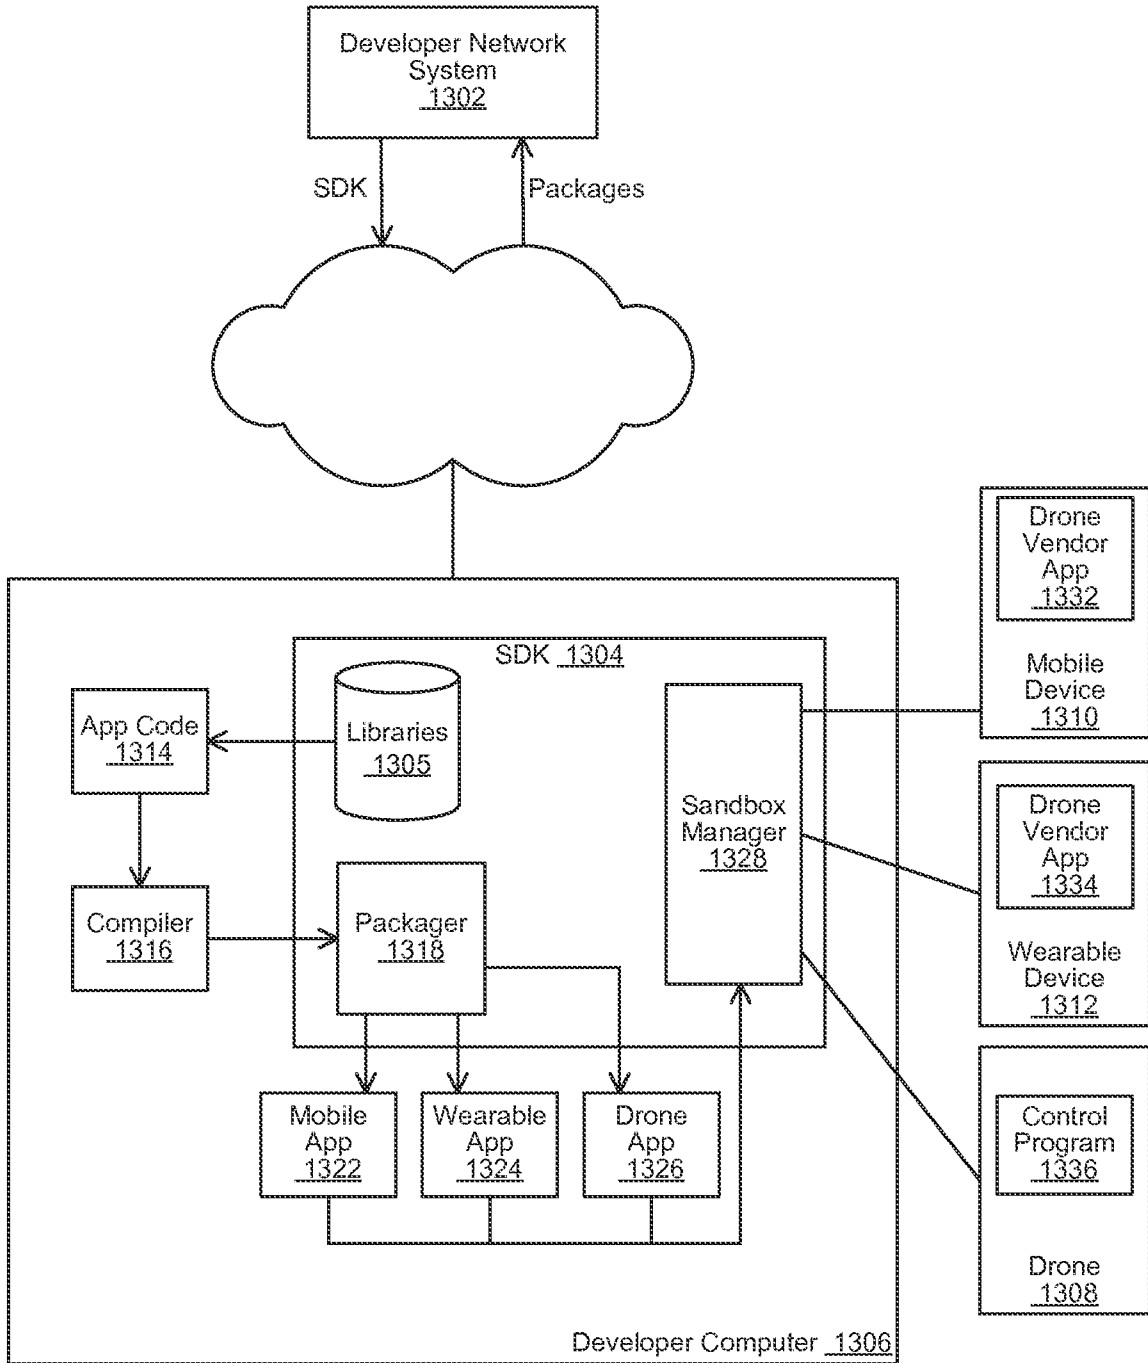 Developer Network
System
1302
SDK
Packages
Drone
Vendor
App
1332
Mobile
Device
1310
SDK 1304
App Code
1314
Libraries
1305
Sandbox
Manager
1328
Drone
Vendor
App
1334
Wearable
Device
1312
Compiler
1316
Packager
1318
Mobile
App
1322
Wearable
App
1324
Drone
App
1326
Control
Program
1336
Drone
1308
Developer Computer 1306